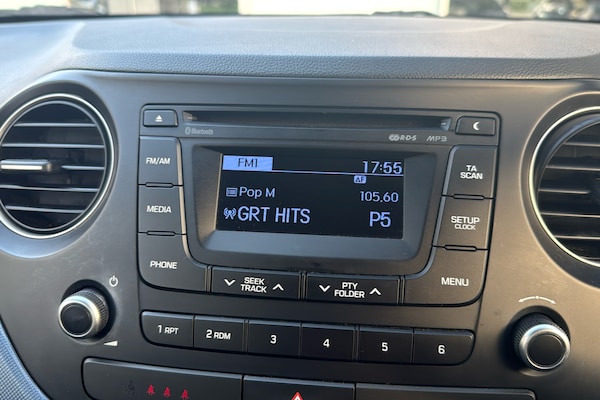 Bluetooth R·D·S MP3
FM/AM
MEDIA
PHONE
FM1 17:55
AF
Pop M 105.60
GRT HITS P5
TA
SCAN
SETUP
CLOCK
MENU
SEEK
TRACK
PTY
FOLDER
1 RPT 2 RDM 3 4 5 6